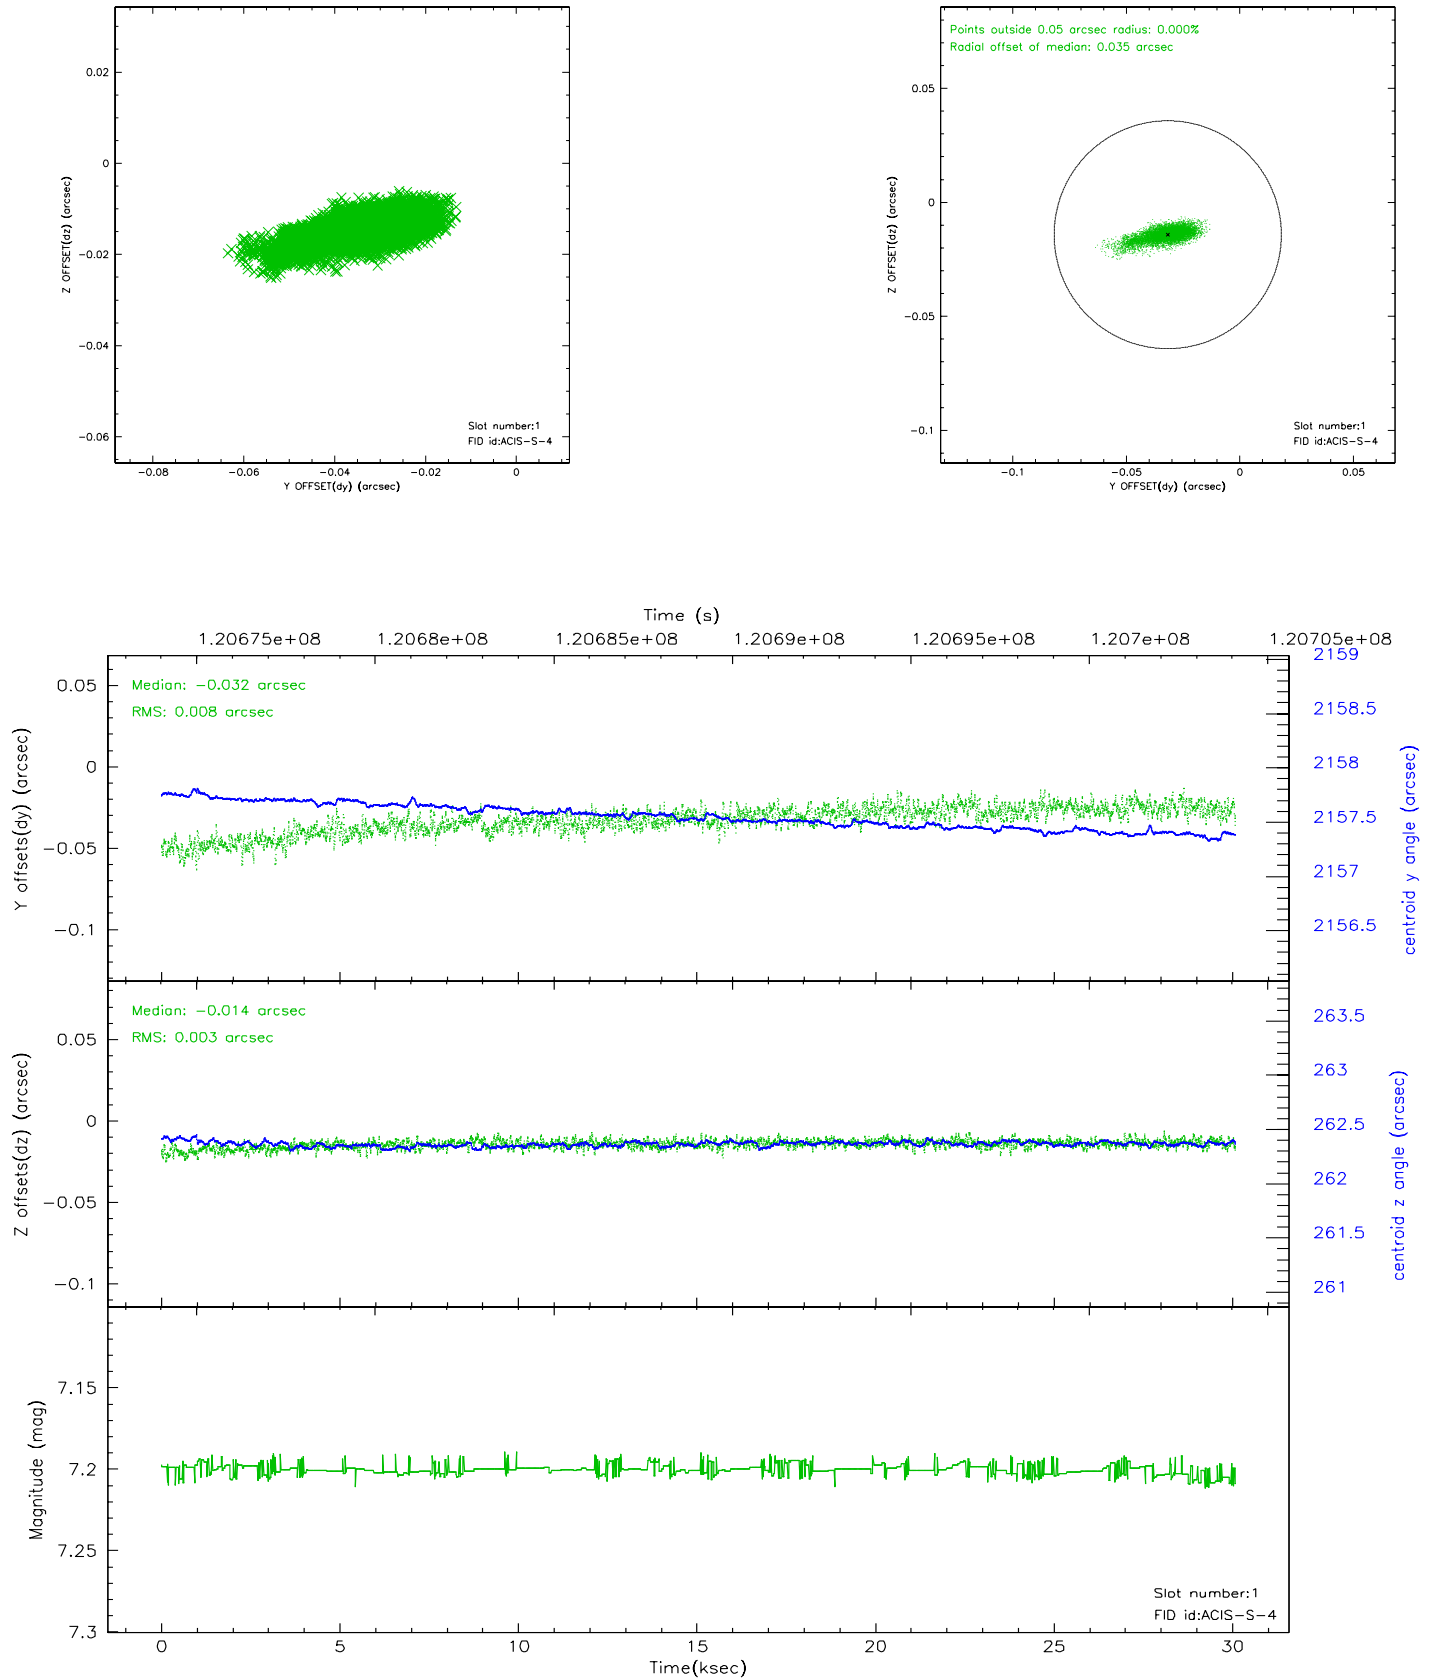 0.02
0
-0.02
-0.04
-0.06
Z OFFSET(dz) (arcsec)
-0.08
-0.06
-0.04
-0.02
0
Y OFFSET(dy) (arcsec)
Slot number:1
FID id:ACIS-S-4
Points outside 0.05 arcsec radius: 0.000%
Radial offset of median: 0.035 arcsec
0.05
0
-0.05
-0.1
Z OFFSET(dz) (arcsec)
-0.1
-0.05
0
0.05
Y OFFSET(dy) (arcsec)
Slot number:1
FID id:ACIS-S-4
Time (s)
1.20675e+08
1.2068e+08
1.20685e+08
1.2069e+08
1.20695e+08
1.207e+08
1.20705e+08
Median: -0.032 arcsec
RMS: 0.008 arcsec
0.05
0
-0.05
-0.1
Y offsets(dy) (arcsec)
2159
2158.5
2158
2157.5
2157
2156.5
centroid y angle (arcsec)
Median: -0.014 arcsec
RMS: 0.003 arcsec
0.05
0
-0.05
-0.1
Z offsets(dz) (arcsec)
263.5
263
262.5
262
261.5
261
centroid z angle (arcsec)
7.15
7.2
7.25
7.3
Magnitude (mag)
Slot number:1
FID id:ACIS-S-4
0
5
10
15
20
25
30
Time(ksec)